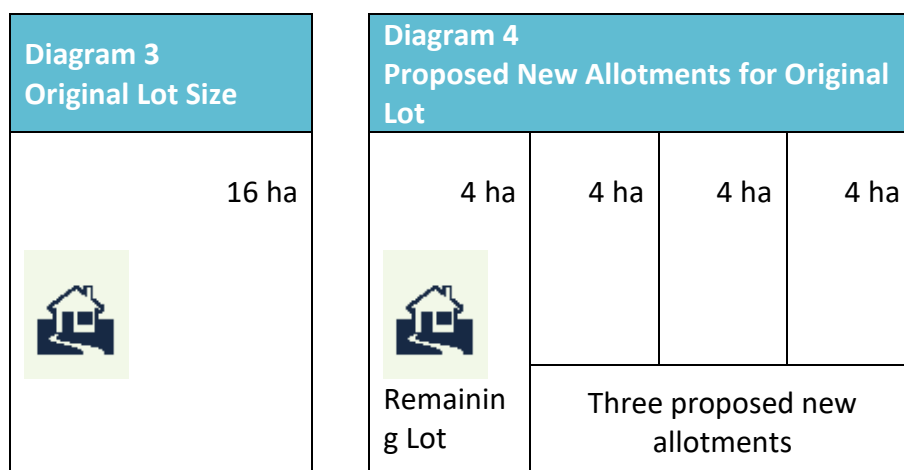 Diagram 3
Original Lot Size
16 ha
Diagram 4
Proposed New Allotments for Original
Lot
4 ha
4 ha
4 ha
4 ha
Remainin
g Lot
Three proposed new
allotments